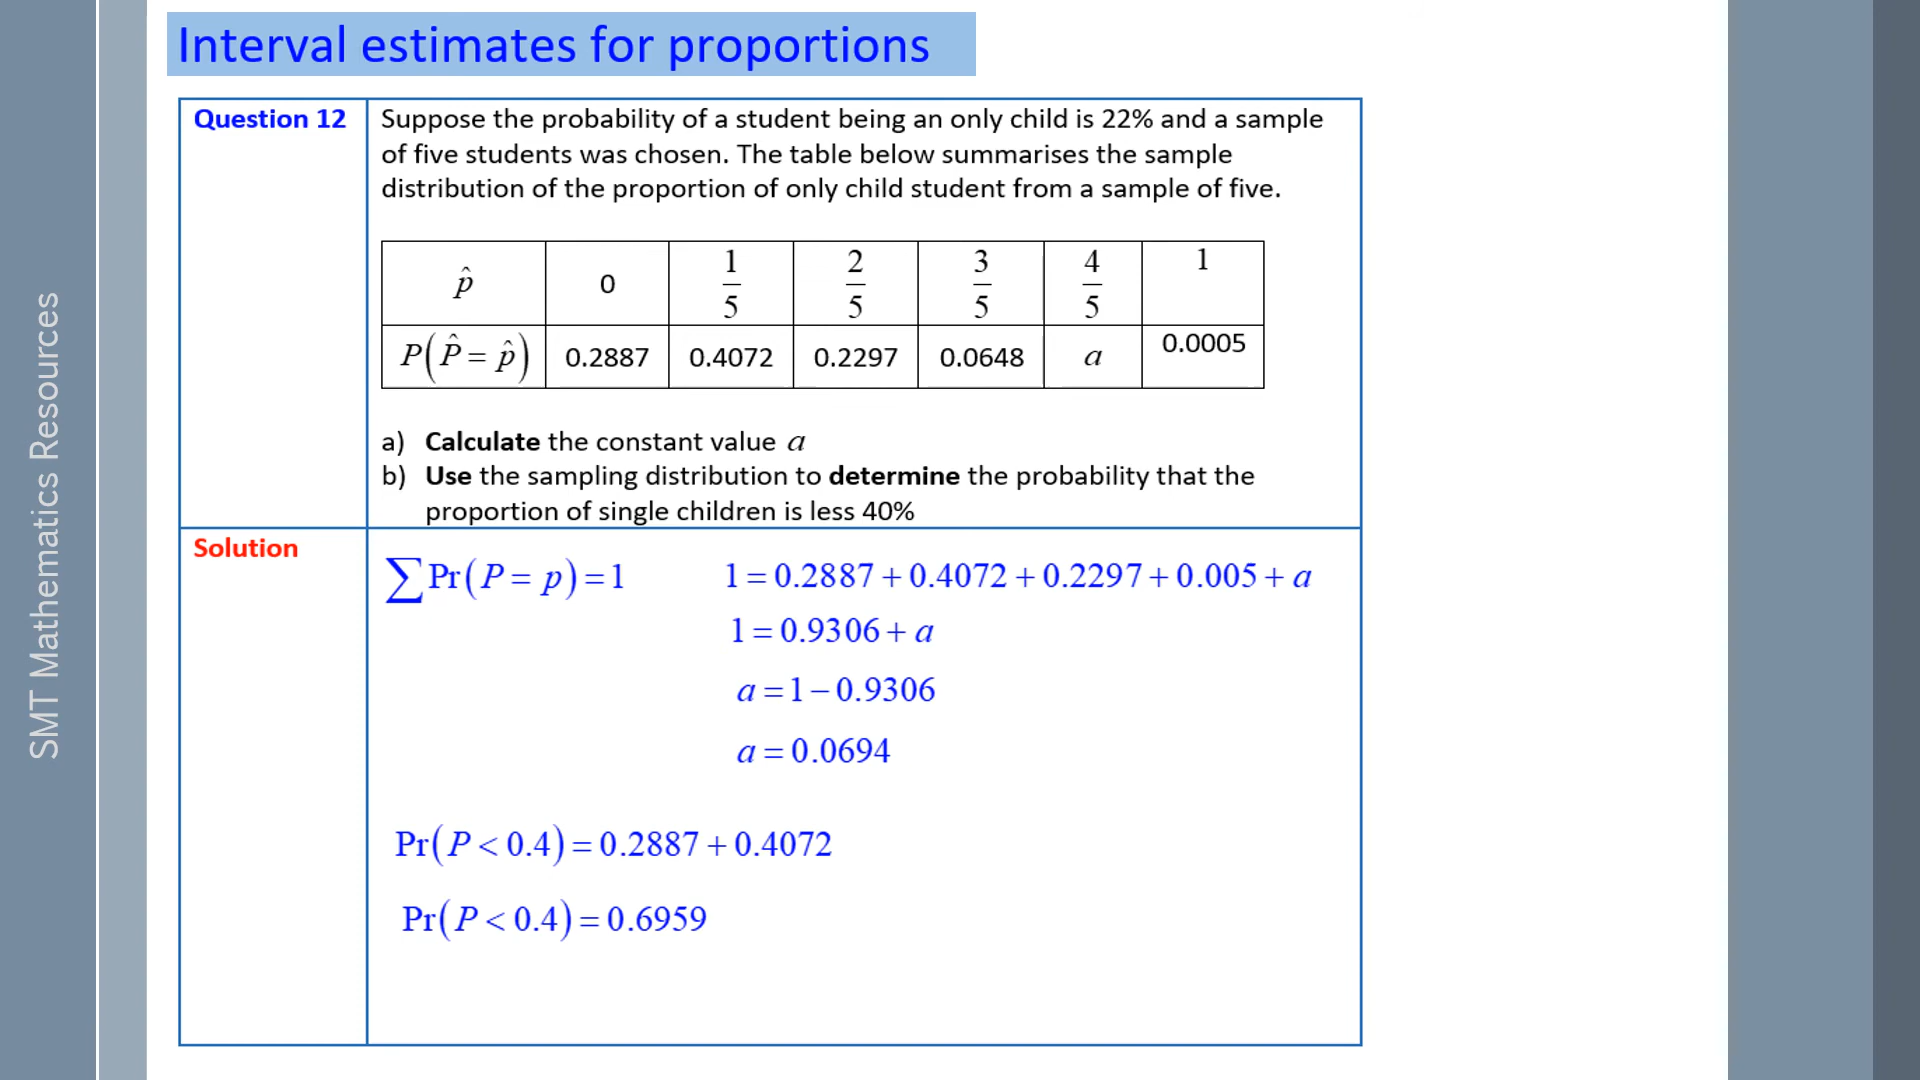 Interval estimates for proportions
SMT Mathematics Resources
Question 12
Suppose the probability of a student being an only child is 22% and a sample
of five students was chosen. The table below summarises the sample
distribution of the proportion of only child student from a sample of five.
p̂ 0 1/5 2/5 3/5 4/5 1
P(P̂ = p̂) 0.2887 0.4072 0.2297 0.0648 a 0.0005
a) Calculate the constant value a
b) Use the sampling distribution to determine the probability that the
proportion of single children is less 40%
Solution
∑Pr(P = p) = 1 1 = 0.2887 + 0.4072 + 0.2297 + 0.005 + a
1 = 0.9306 + a
a = 1 − 0.9306
a = 0.0694
Pr(P < 0.4) = 0.2887 + 0.4072
Pr(P < 0.4) = 0.6959